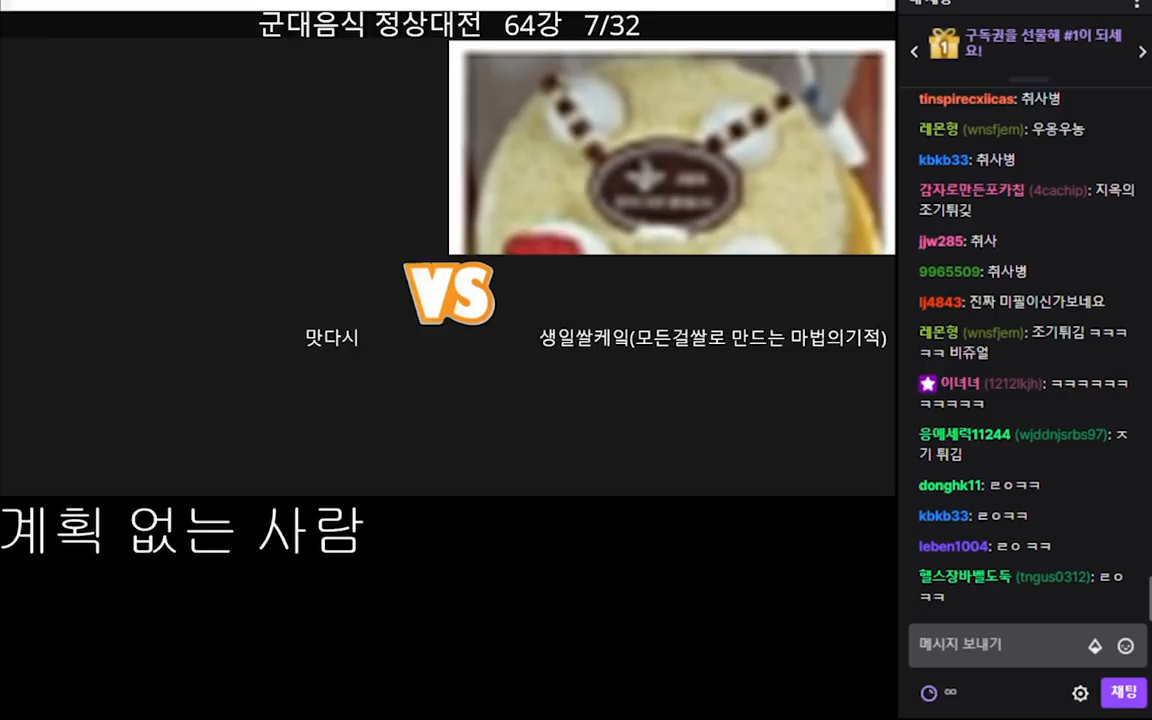 군대음식 정상대전 64강 7/32
VS
맛다시
생일쌀케잌(모든걸쌀로 만드는 마법의기적)
계획 없는 사람
구독권을 선물해 #1이 되세
요!
1
tinspirecxiicas: 취사병
레몬형 (wnsfjem): 우웅우농
kbkb33: 취사병
감자로만든포카칩 (4cachip): 지옥의
조기튀깆
jjw285: 취사
9965509: 취사병
lj4843: 진짜 미필이신가보네요
레몬형 (wnsfjem): 조기튀김 ㅋㅋㅋ
ㅋㅋ 비쥬얼
이녀녀 (1212lkjh): ㅋㅋㅋㅋㅋㅋ
ㅋㅋㅋㅋㅋ
응애세력11244 (wjddnjsrbs97): ㅈ
기 튀김
donghk11: ㄹㅇㅋㅋ
kbkb33: ㄹㅇㅋㅋ
leben1004: ㄹㅇ ㅋㅋ
헬스장바벨도둑 (tngus0312): ㄹㅇ
ㅋㅋ
메시지 보내기
채팅